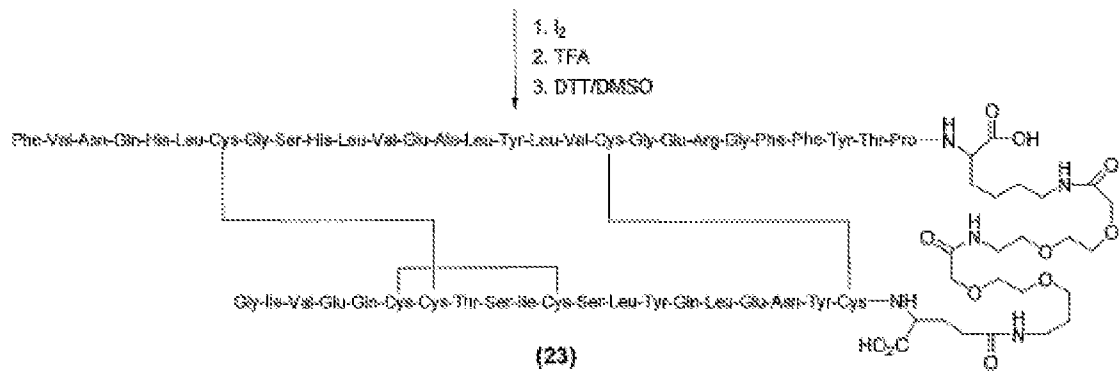 1. I₂
2. TFA
3. DTT/DMSO
Phe-Val-Asn-Gln-His-Leu-Cys-Gly-Ser-His-Leu-Val-Glu-Ala-Leu-Tyr-Leu-Val-Cys-Gly-Glu-Arg-Gly-Phe-Phe-Tyr-Thr-Pro
H
N
O
OH
H
N
O
O
H
N
O
O
O
O
Gly-Ile-Val-Glu-Gln-Cys-Cys-Thr-Ser-Ile-Cys-Ser-Leu-Tyr-Gln-Leu-Glu-Asn-Tyr-Cys
NH
HO₂C
O
N
H
(23)